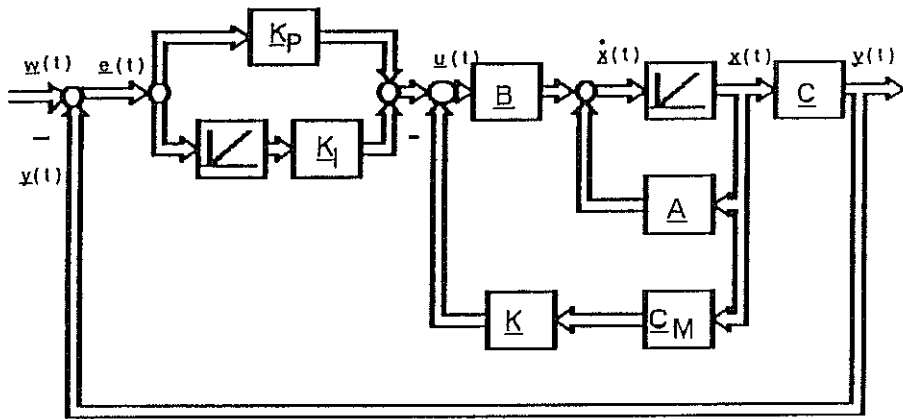 K_P
w(t)
e(t)
u(t)
ẋ(t)
x(t)
y(t)
B
C
–
K_I
–
y(t)
A
K
C_M